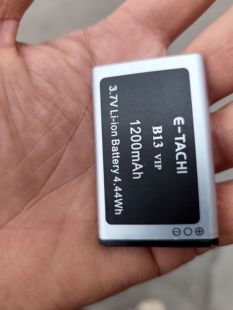 E-TACHI
B13 VIP
1200mAh
3.7V Li-ion Battery 4.44Wh